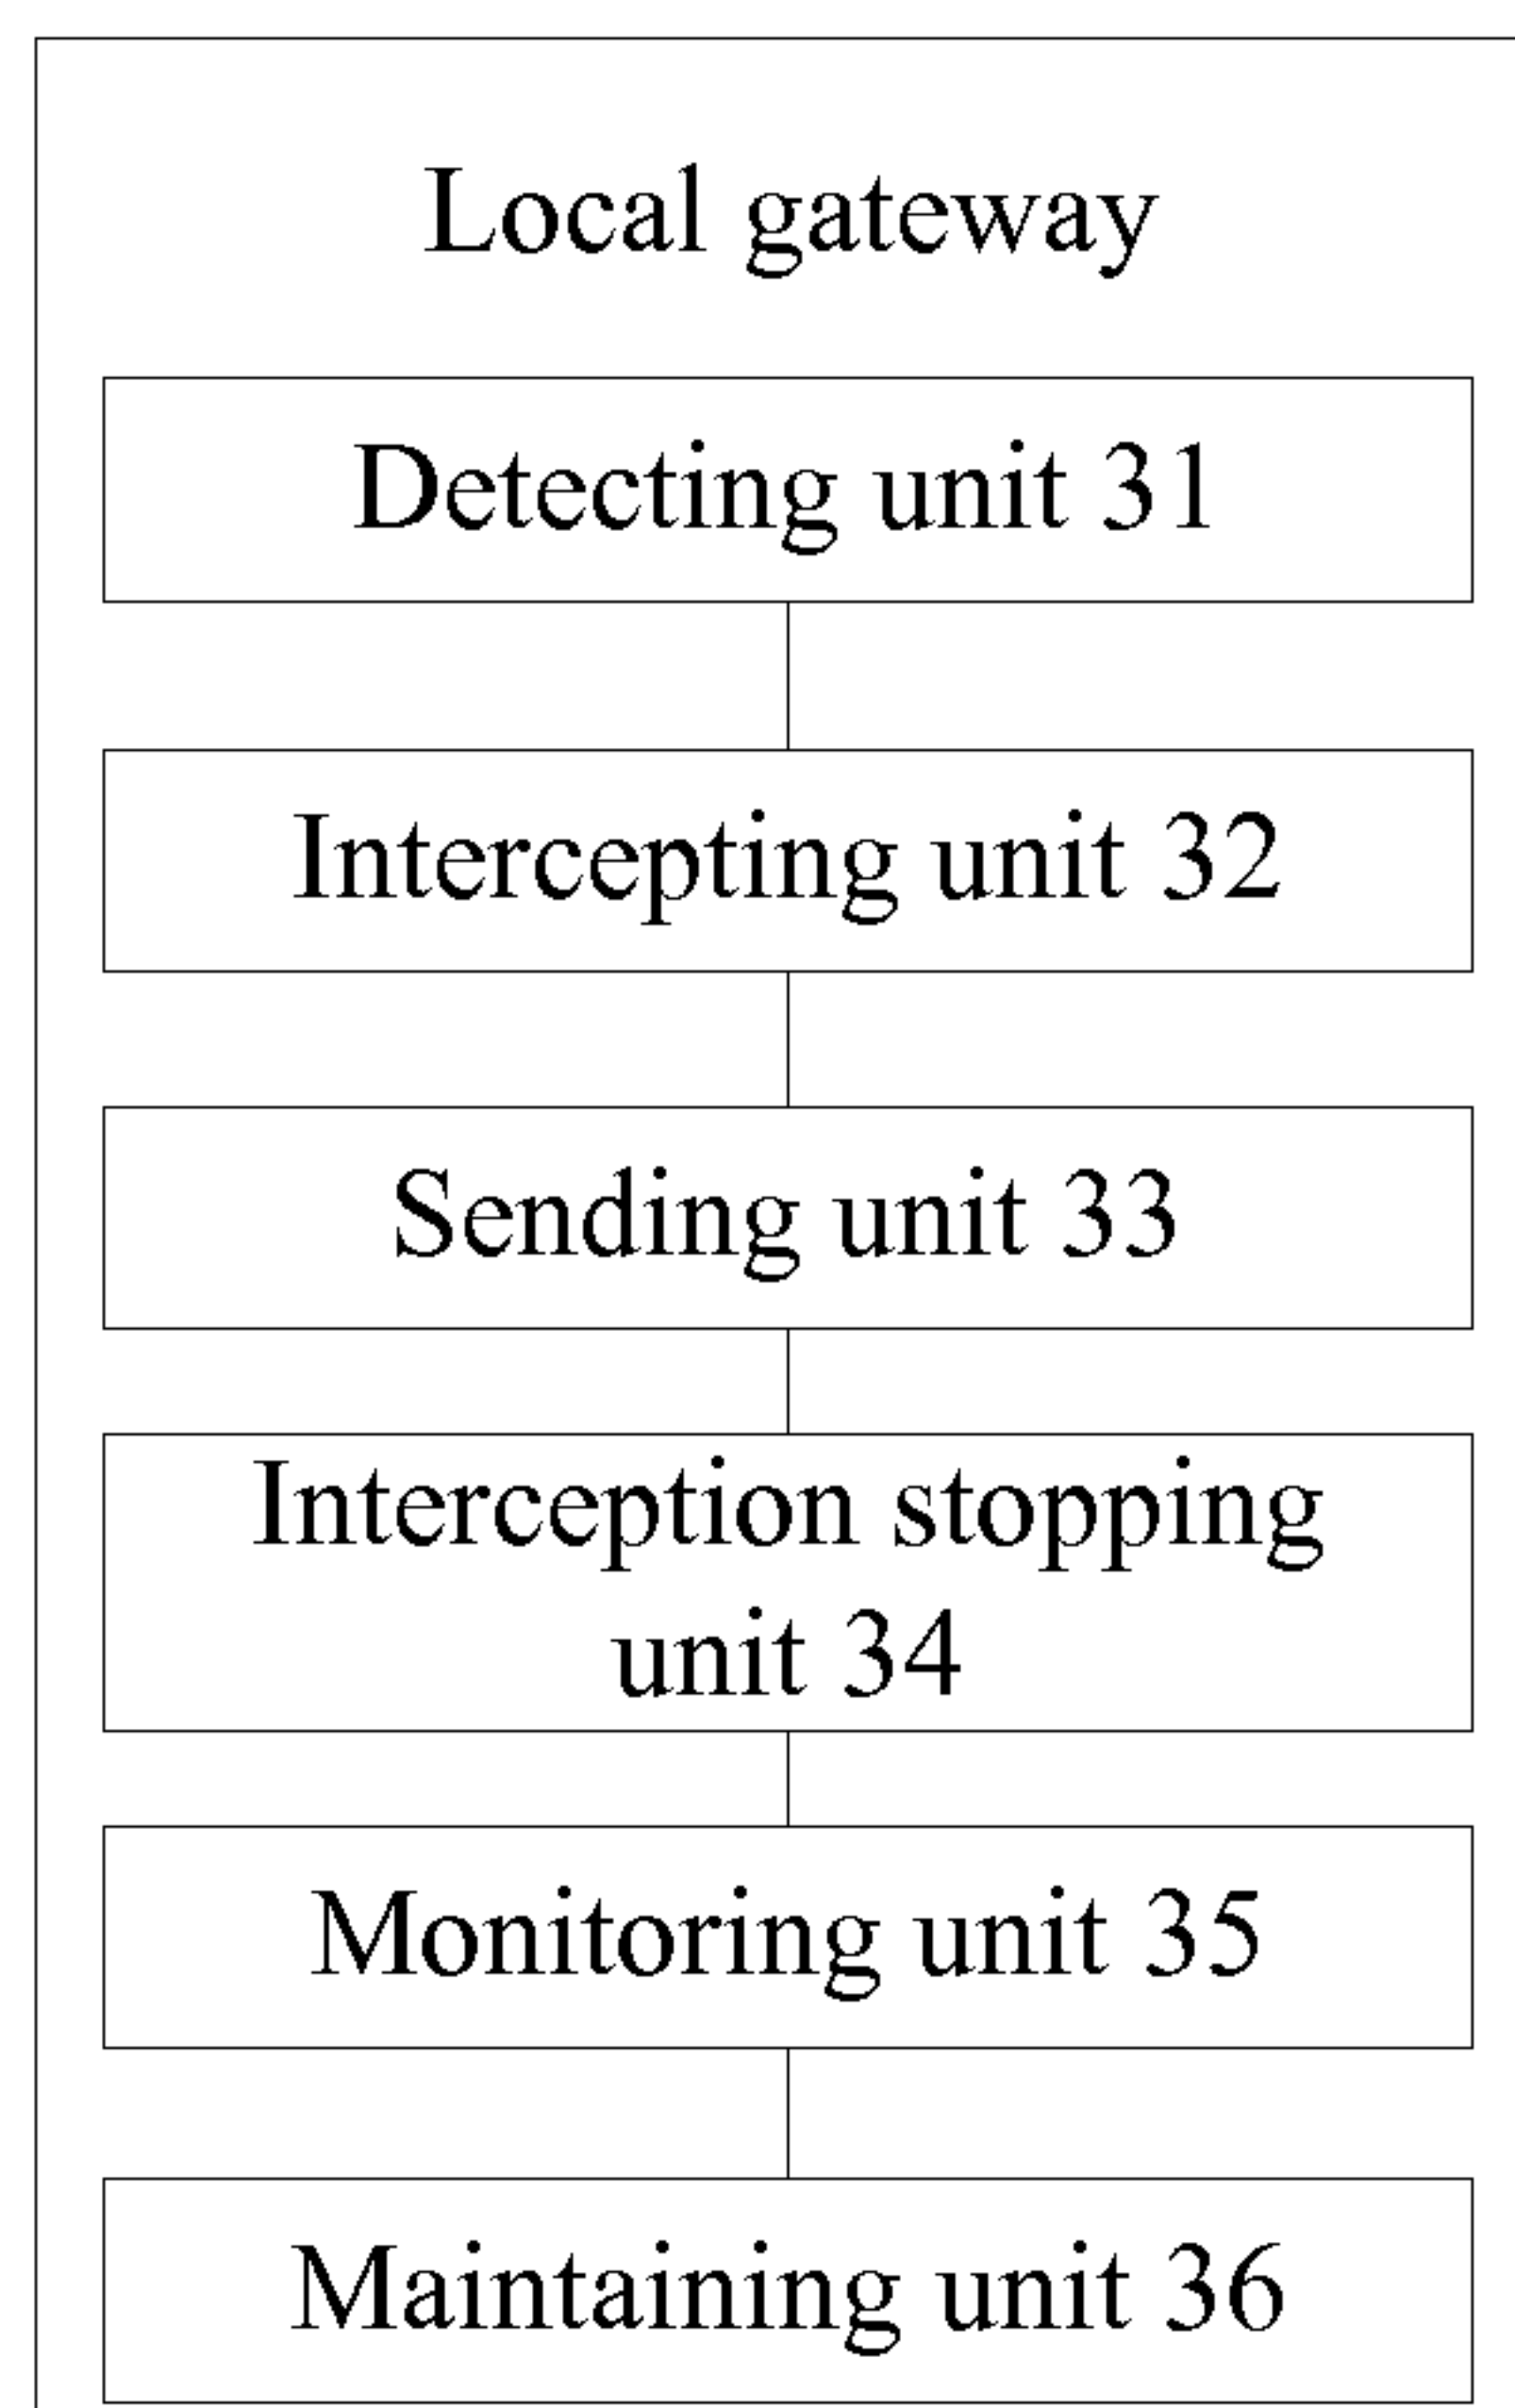 Local gateway
Detecting unit 31
Intercepting unit 32
Sending unit 33
Interception stopping
unit 34
Monitoring unit 35
Maintaining unit 36